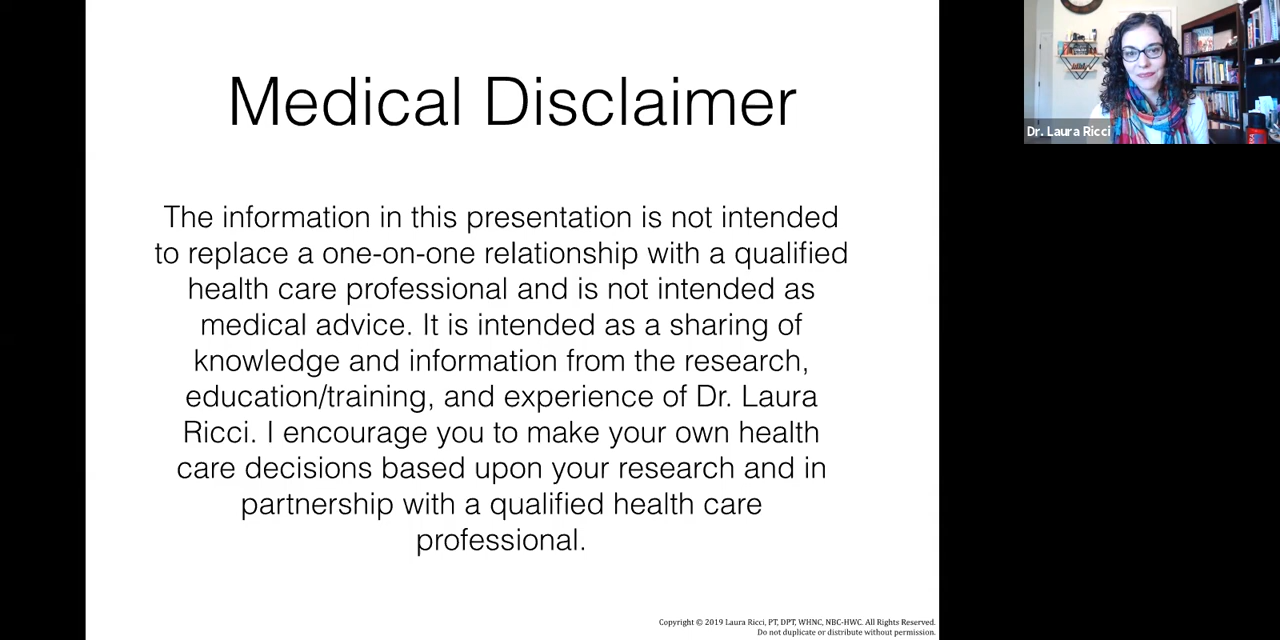 Medical Disclaimer
The information in this presentation is not intended
to replace a one-on-one relationship with a qualified
health care professional and is not intended as
medical advice. It is intended as a sharing of
knowledge and information from the research,
education/training, and experience of Dr. Laura
Ricci. I encourage you to make your own health
care decisions based upon your research and in
partnership with a qualified health care
professional.
Copyright © 2019 Laura Ricci, PT, DPT, WHNC, NBC-HWC. All Rights Reserved.
Do not duplicate or distribute without permission.
Dr. Laura Ricci